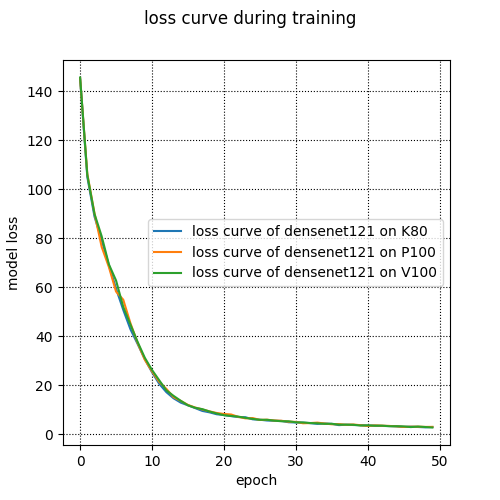 loss curve during training
model loss
140
120
100
80
60
40
20
0
loss curve of densenet121 on K80
loss curve of densenet121 on P100
loss curve of densenet121 on V100
0 10 20 30 40 50
epoch